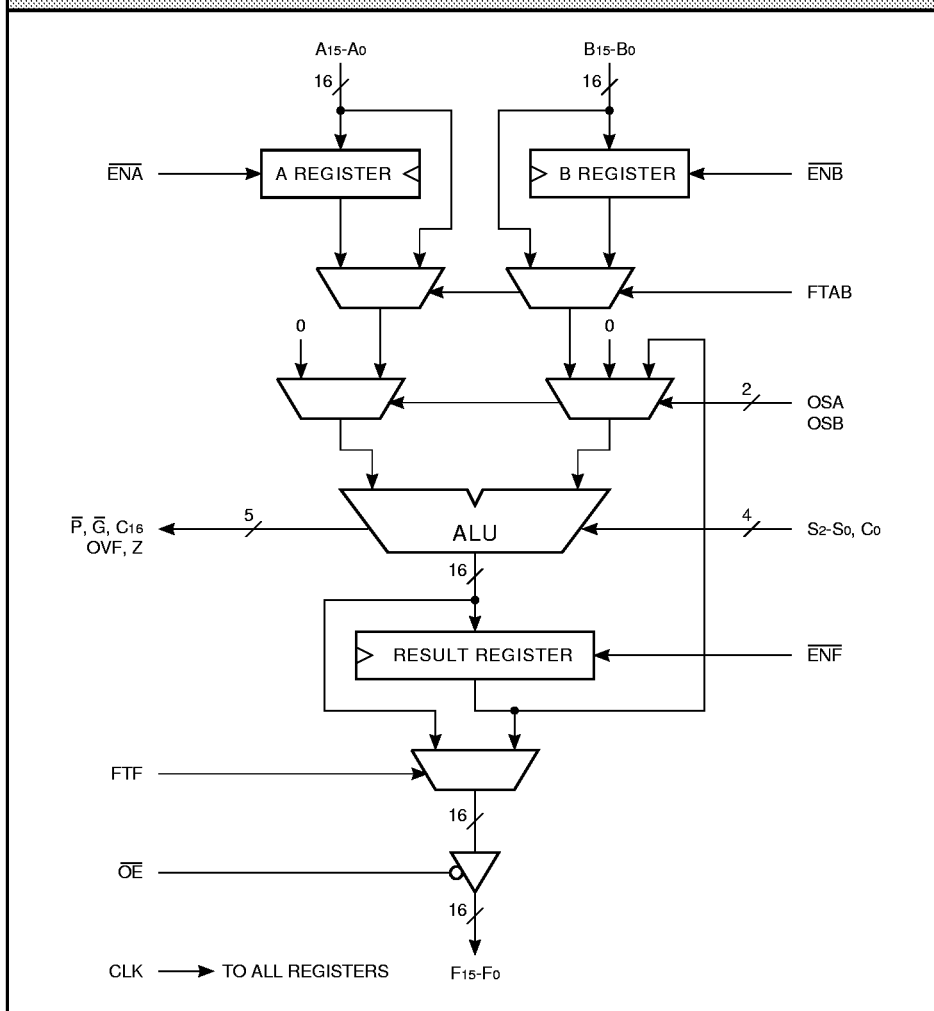 A15-A0
B15-B0
16
16
ENA
A REGISTER
B REGISTER
ENB
FTAB
0
0
2
OSA
OSB
P, G, C16
OVF, Z
5
ALU
4
S2-S0, C0
16
RESULT REGISTER
ENF
FTF
16
OE
16
CLK
TO ALL REGISTERS
F15-F0